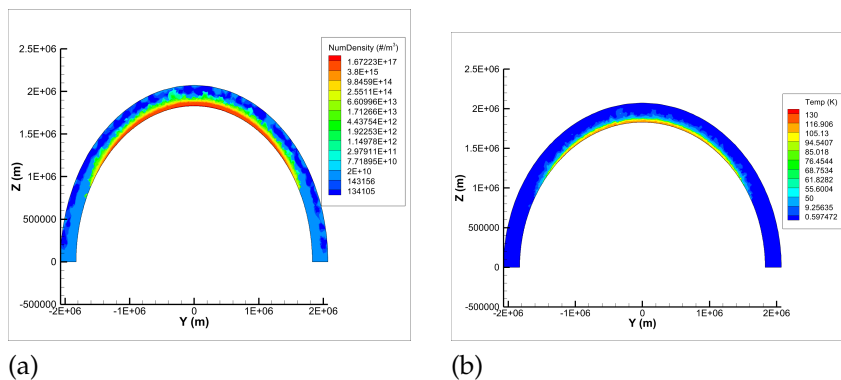 NumDensity (#/m³)
1.67223E+17
3.8E+15
9.8459E+14
2.5511E+14
6.60996E+13
1.71266E+13
4.43754E+12
1.92253E+12
1.14978E+12
2.97911E+11
7.71895E+10
2E+10
143156
134105
2.5E+06
2E+06
1.5E+06
1E+06
500000
0
-500000
Z (m)
-2E+06 -1E+06 0 1E+06 2E+06
Y (m)
(a)
Temp (K)
130
116.906
105.13
94.5407
85.018
76.4544
68.7534
61.8282
55.6004
50
9.25635
0.597472
2.5E+06
2E+06
1.5E+06
1E+06
500000
0
-500000
Z (m)
-2E+06 -1E+06 0 1E+06 2E+06
Y (m)
(b)